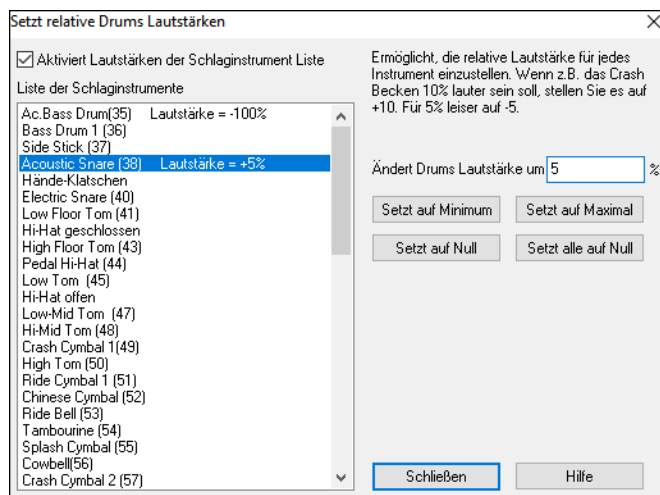 Setzt relative Drums Lautstärken
Aktiviert Lautstärken der Schlaginstrument Liste
Liste der Schlaginstrumente
Ac.Bass Drum(35) Lautstärke = -100%
Bass Drum 1 (36)
Side Stick (37)
Acoustic Snare (38) Lautstärke = +5%
Hände-Klatschen
Electric Snare (40)
Low Floor Tom (41)
Hi-Hat geschlossen
High Floor Tom (43)
Pedal Hi-Hat (44)
Low Tom (45)
Hi-Hat offen
Low-Mid Tom (47)
Hi-Mid Tom (48)
Crash Cymbal 1(49)
High Tom (50)
Ride Cymbal 1 (51)
Chinese Cymbal (52)
Ride Bell (53)
Tambourine (54)
Splash Cymbal (55)
Cowbell(56)
Crash Cymbal 2 (57)
Ermöglicht, die relative Lautstärke für jedes
Instrument einzustellen. Wenn z.B. das Crash
Becken 10% lauter sein soll, stellen Sie es auf
+10. Für 5% leiser auf -5.
Ändert Drums Lautstärke um 5 %
Setzt auf Minimum Setzt auf Maximal
Setzt auf Null Setzt alle auf Null
Schließen Hilfe